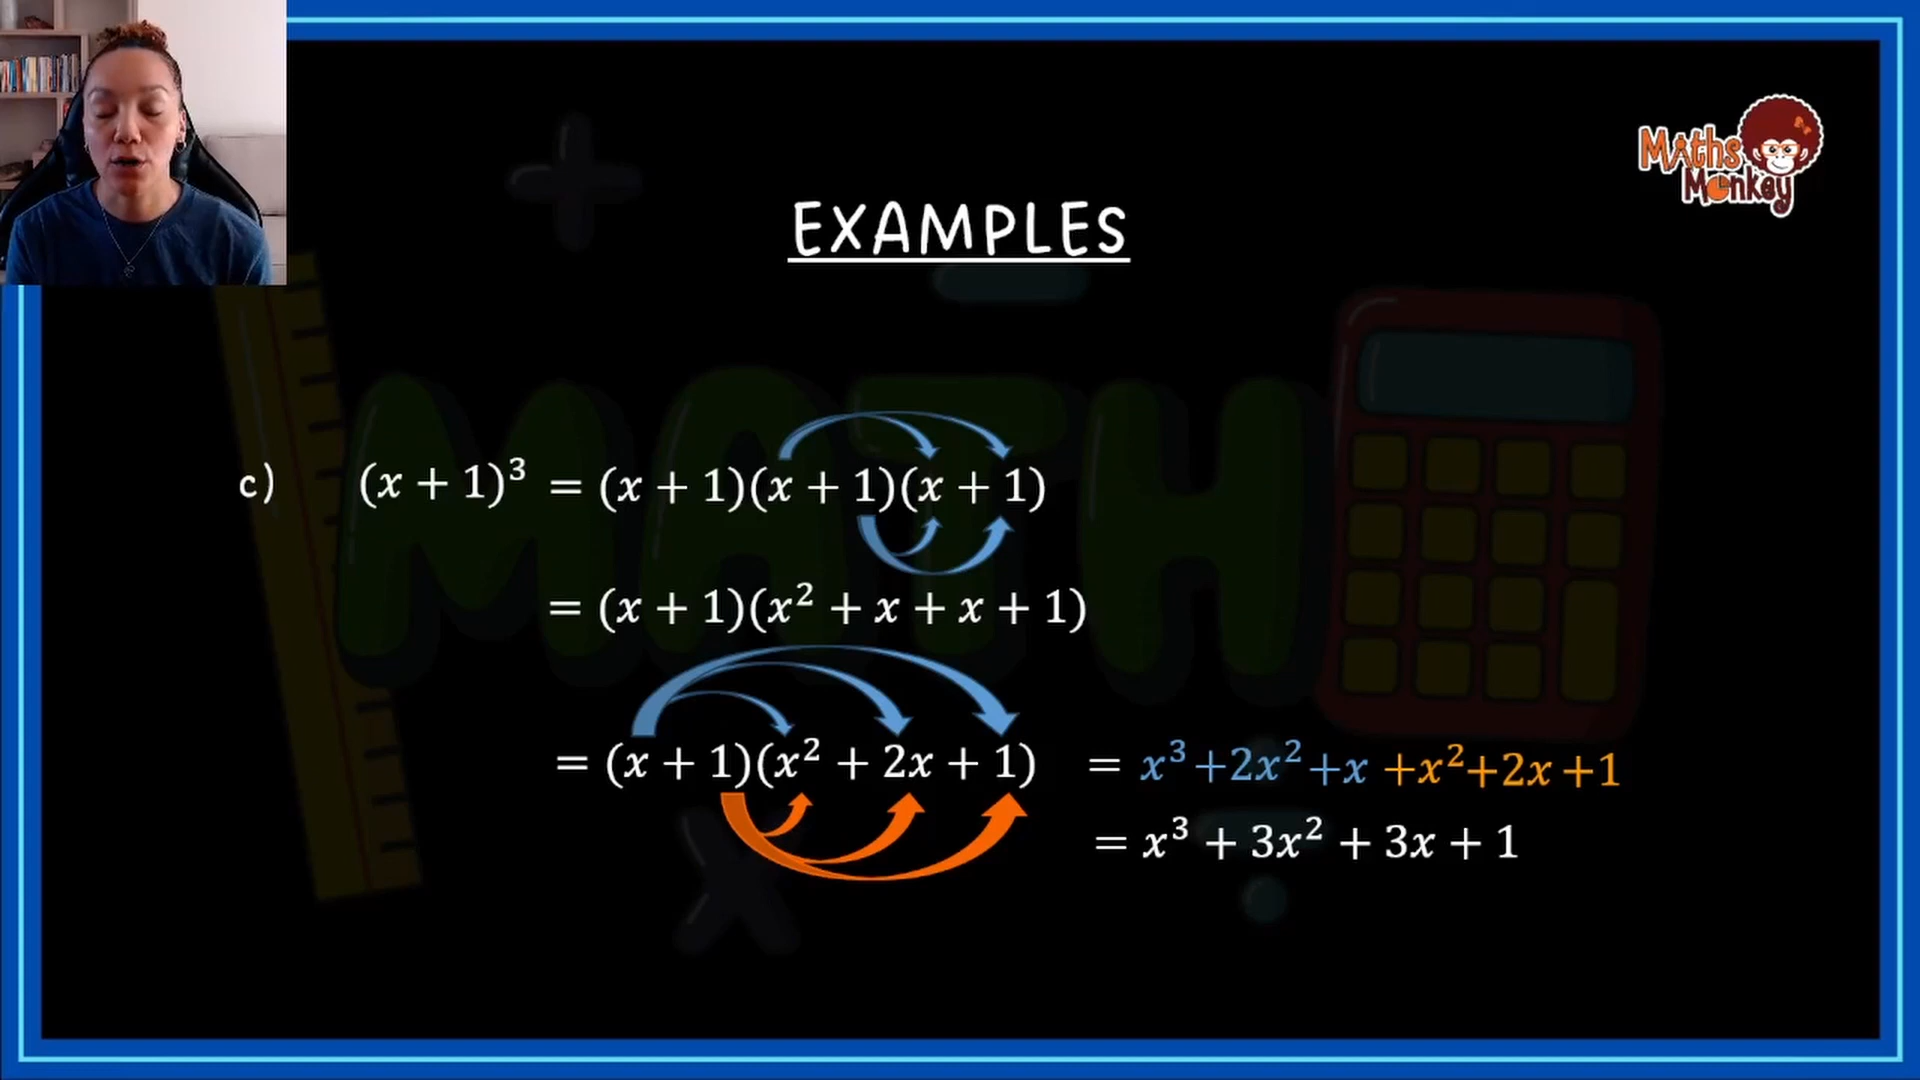 Maths
Monkey
EXAMPLES
MATH
c) (x + 1)³ = (x + 1)(x + 1)(x + 1)
= (x + 1)(x² + x + x + 1)
= (x + 1)(x² + 2x + 1) = x³ +2x² +x +x²+2x +1
= x³ + 3x² + 3x + 1